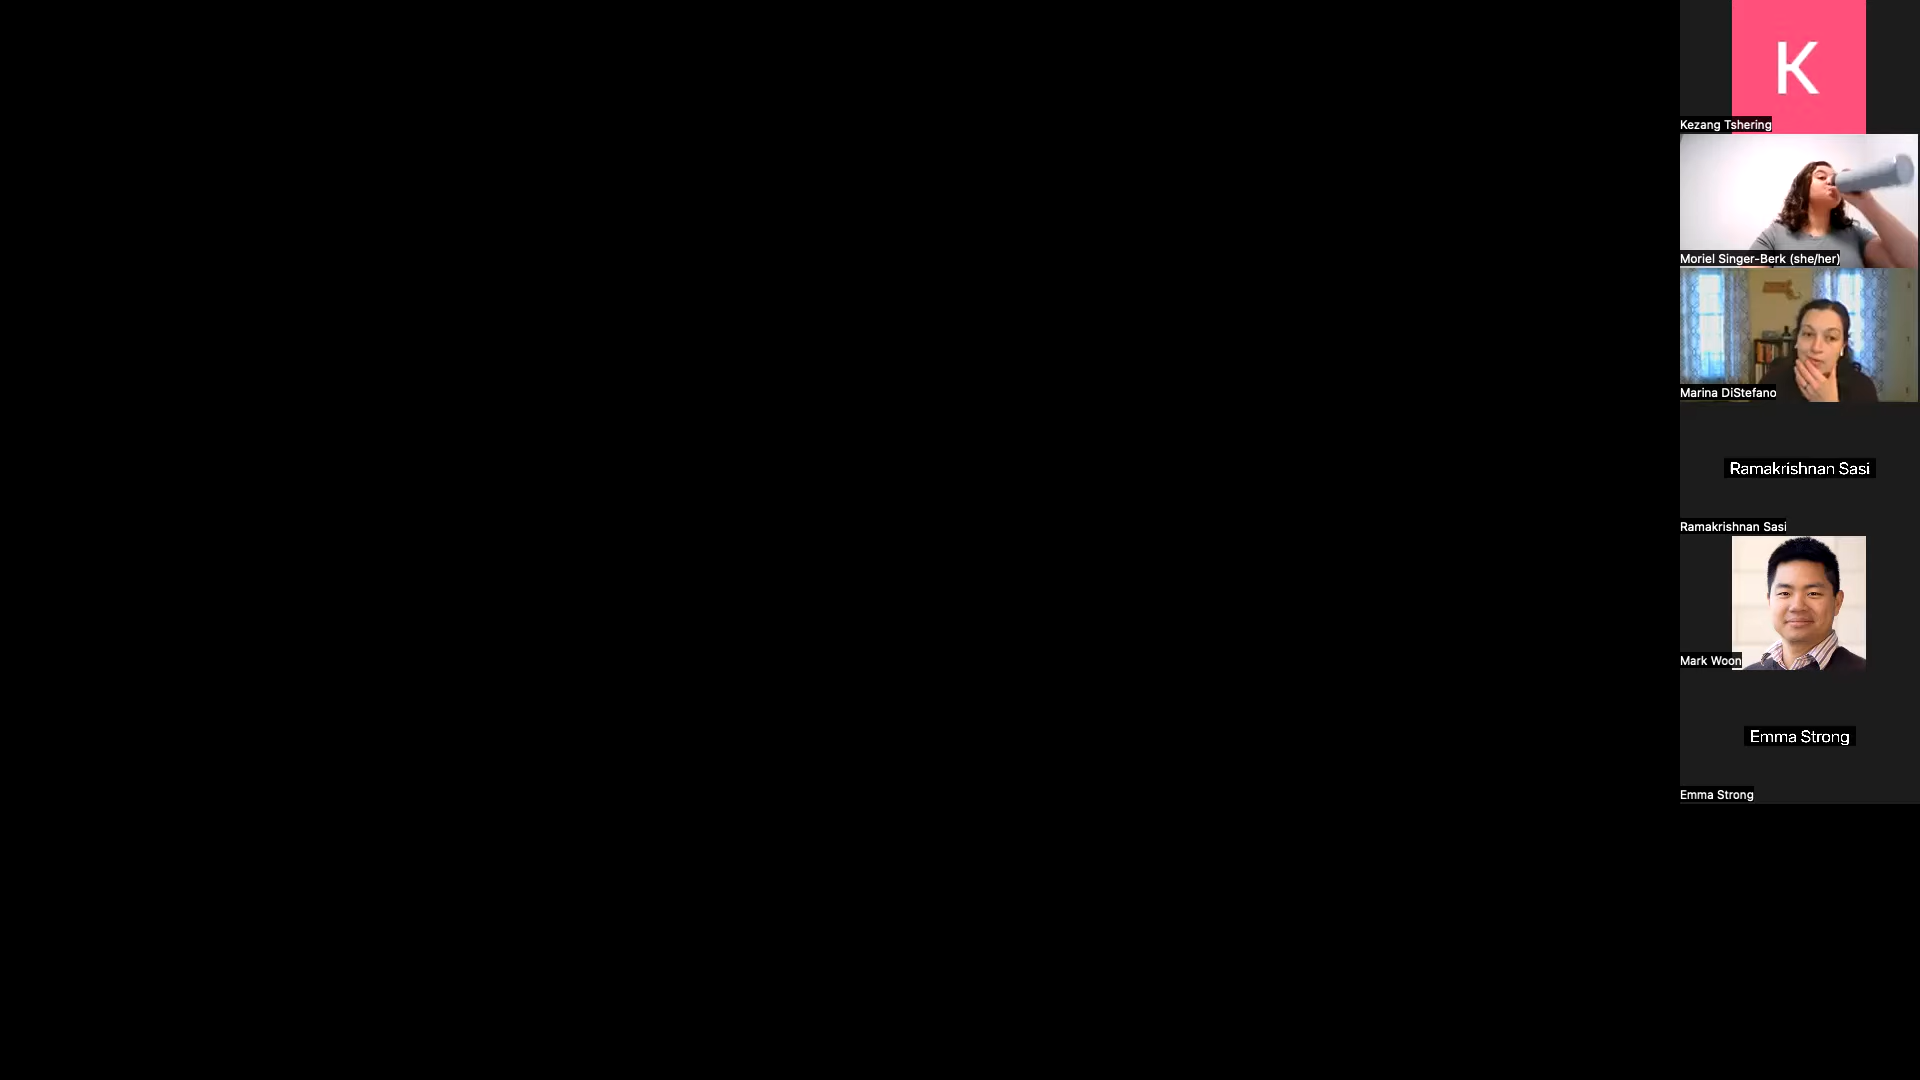 K
Kezang Tshering
Moriel Singer-Berk (she/her)
Marina DiStefano
Ramakrishnan Sasi
Ramakrishnan Sasi
Mark Woon
Emma Strong
Emma Strong